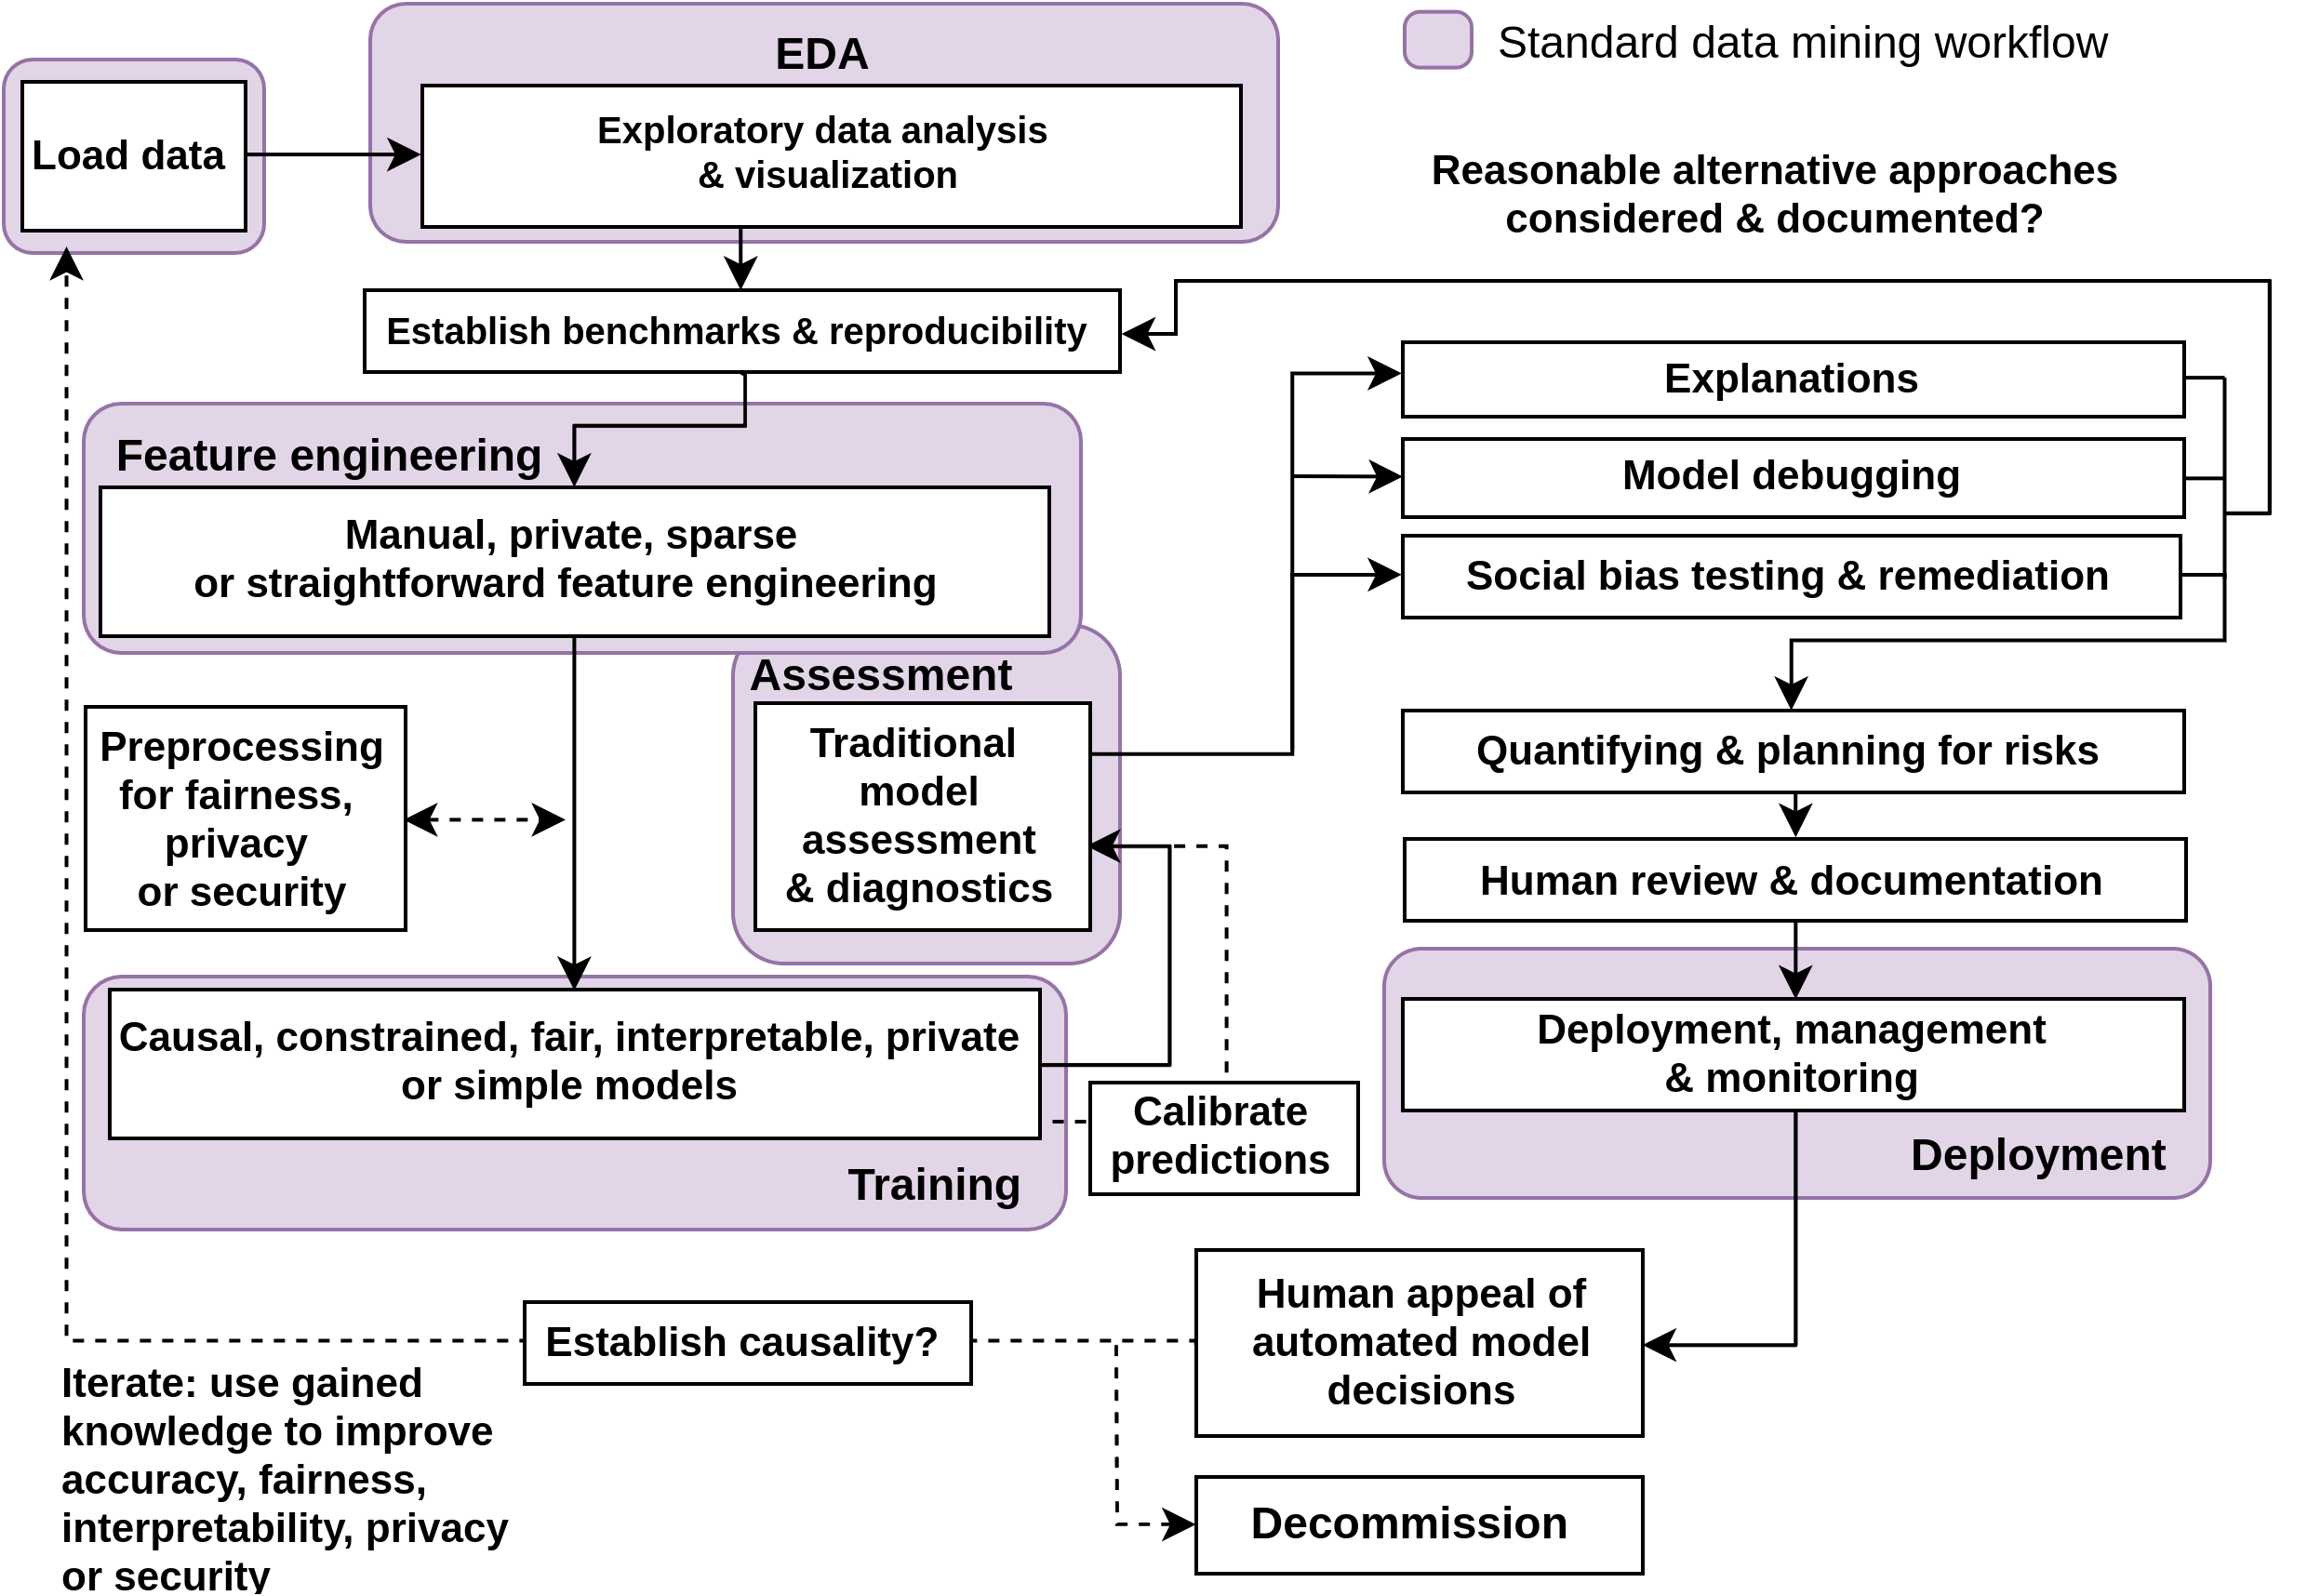 EDA
Standard data mining workflow
Load data
Exploratory data analysis
& visualization
Reasonable alternative approaches
considered & documented?
Establish benchmarks & reproducibility
Explanations
Feature engineering
Model debugging
Manual, private, sparse
or straightforward feature engineering
Social bias testing & remediation
Assessment
Preprocessing
for fairness,
privacy
or security
Traditional
model
assessment
& diagnostics
Quantifying & planning for risks
Human review & documentation
Causal, constrained, fair, interpretable, private
or simple models
Training
Calibrate
predictions
Deployment, management
& monitoring
Deployment
Establish causality?
Human appeal of
automated model
decisions
Iterate: use gained
knowledge to improve
accuracy, fairness,
interpretability, privacy
or security
Decommission